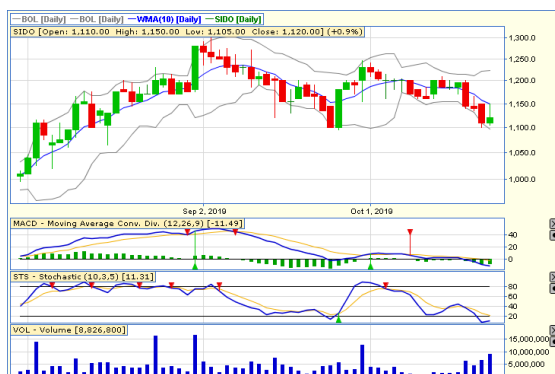 BOL [Daily] BOL [Daily] WMA(10) [Daily] SIDO [Daily]
SIDO [Open: 1,110.00 High: 1,150.00 Low: 1,105.00 Close: 1,120.00] (+0.9%)
1,300.0
1,250.0
1,200.0
1,150.0
1,100.0
1,000.0
Sep 2, 2019 Oct 1, 2019
MACD - Moving Average Conv. Div. (12,26,9) [-11.49]
40
20
0
STS - Stochastic (10,3,5) [11.31]
80
60
40
20
VOL - Volume [8,826,800]
15,000,000
10,000,000
5,000,000